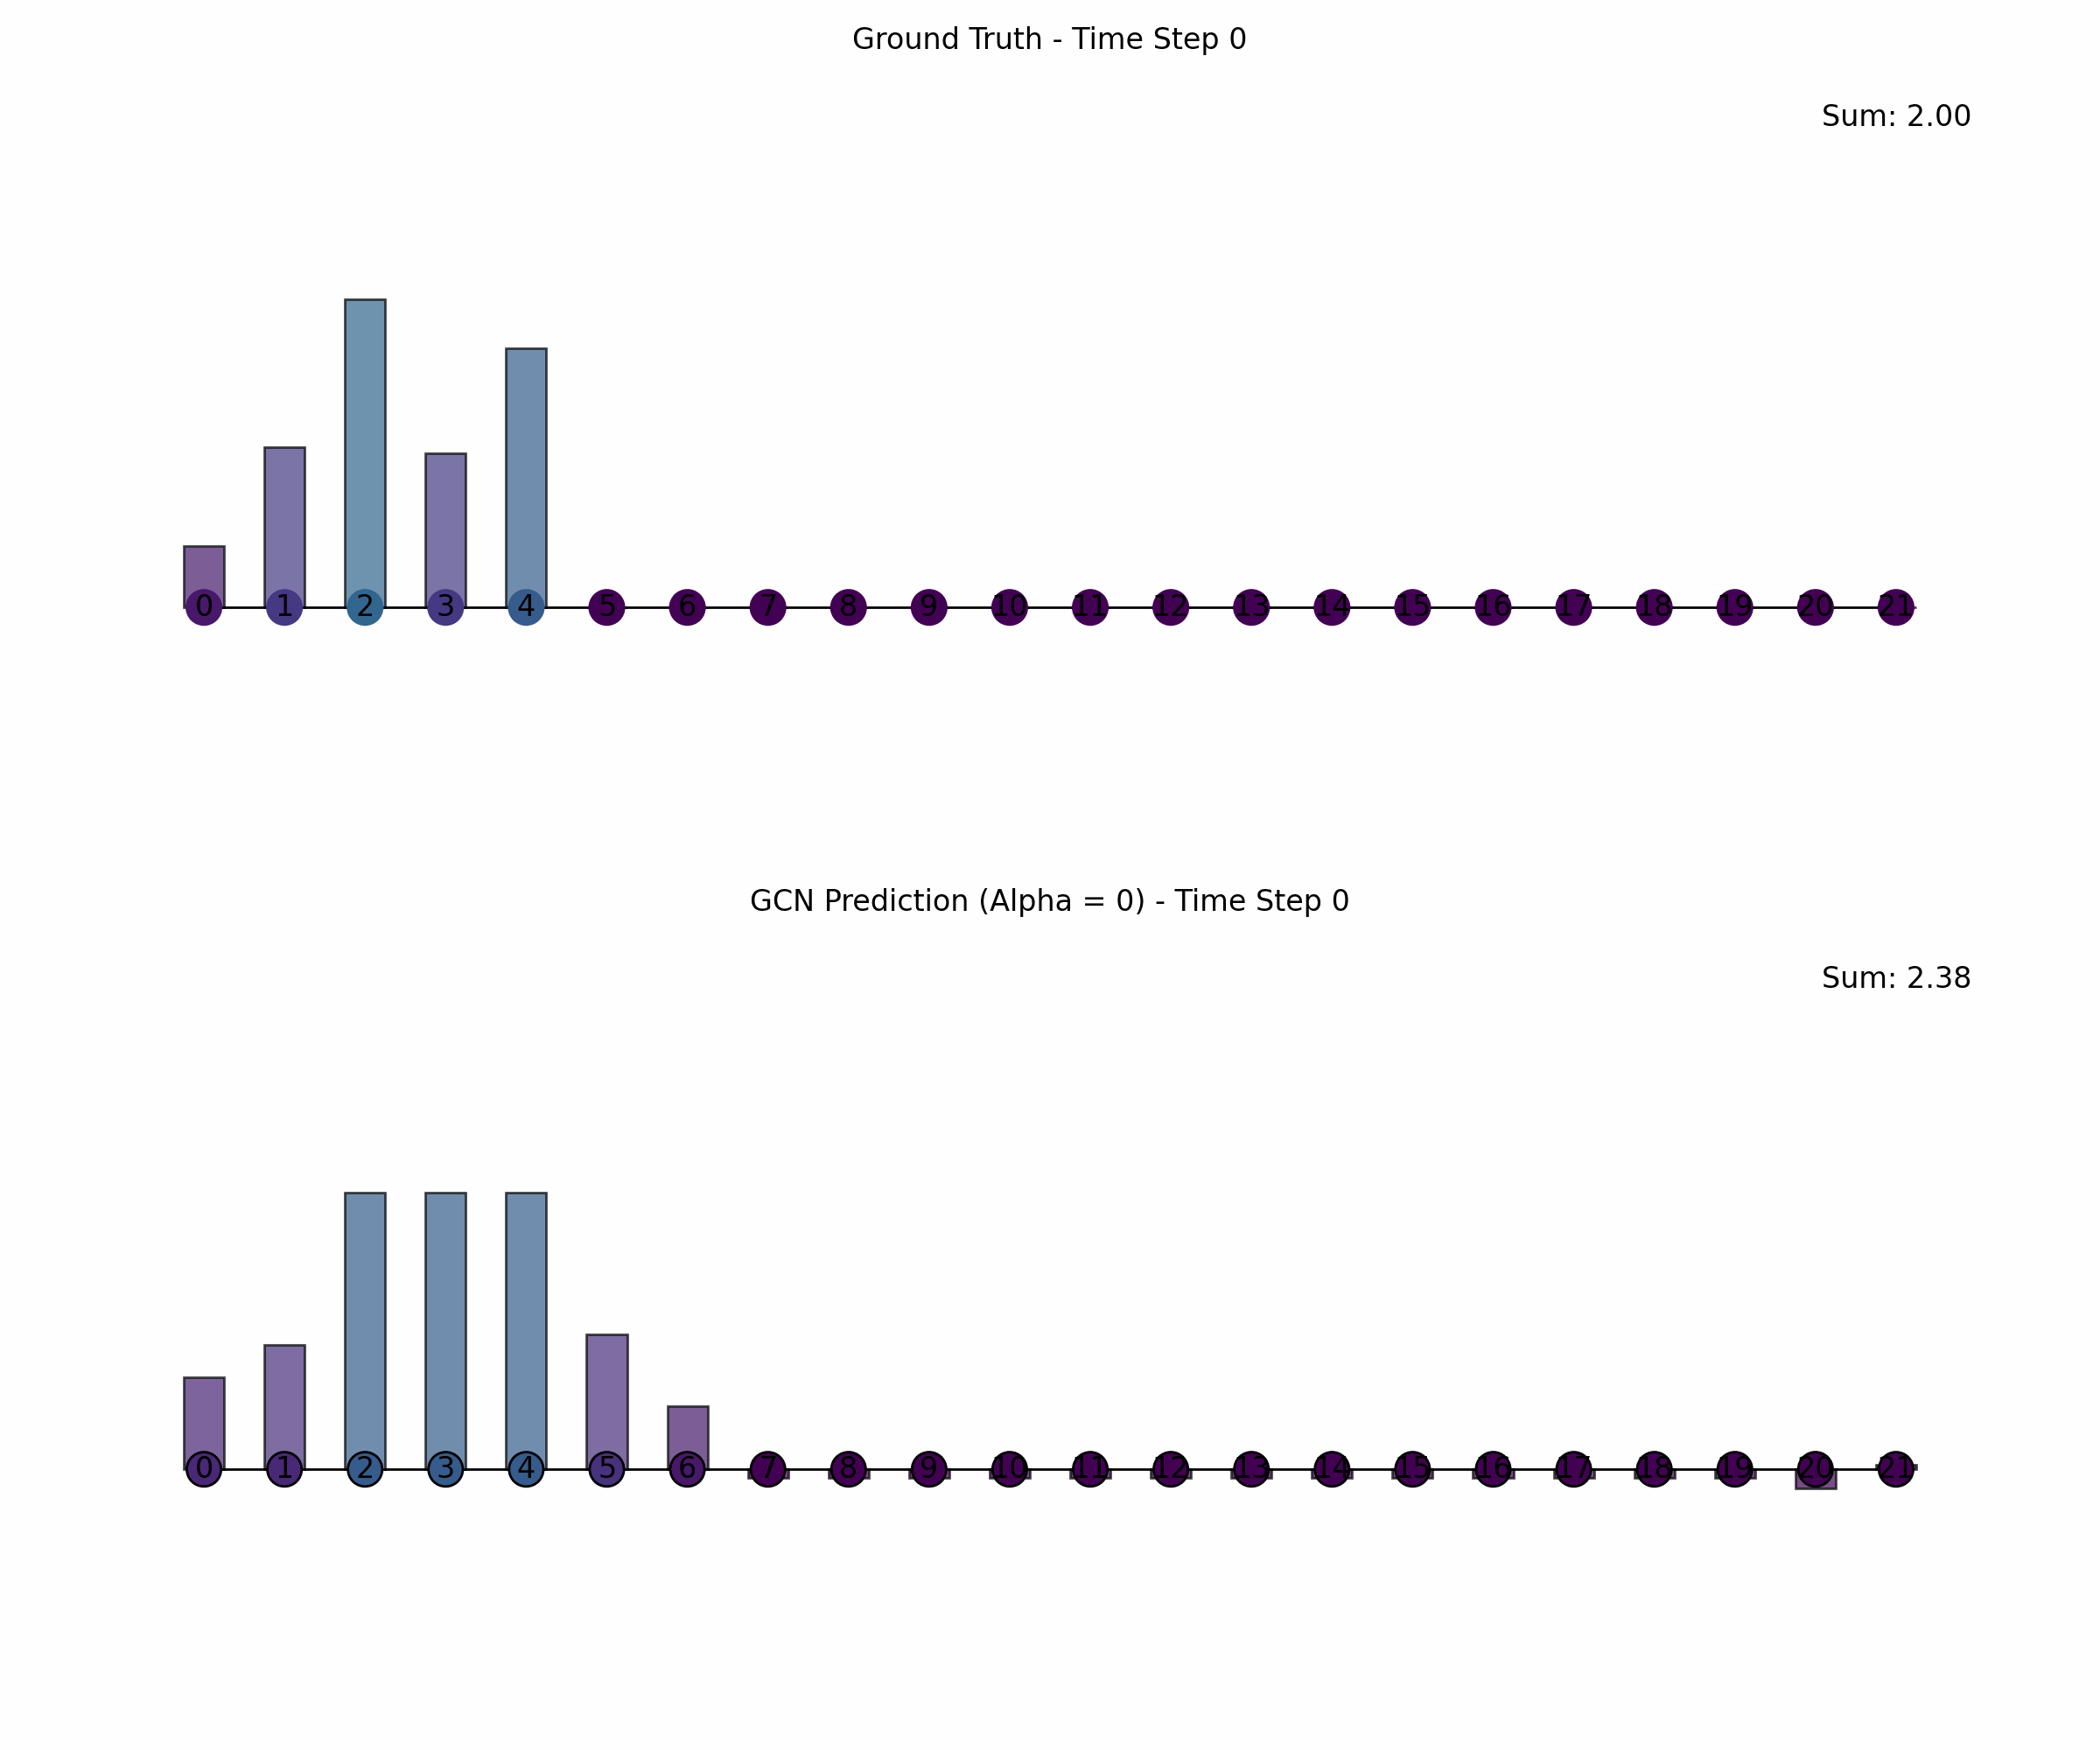 Ground Truth - Time Step 0
Sum: 2.00
0 1 2 3 4 5 6 7 8 9 10 11 12 13 14 15 16 17 18 19 20 21
GCN Prediction (Alpha = 0) - Time Step 0
Sum: 2.38
0 1 2 3 4 5 6 7 8 9 10 11 12 13 14 15 16 17 18 19 20 21